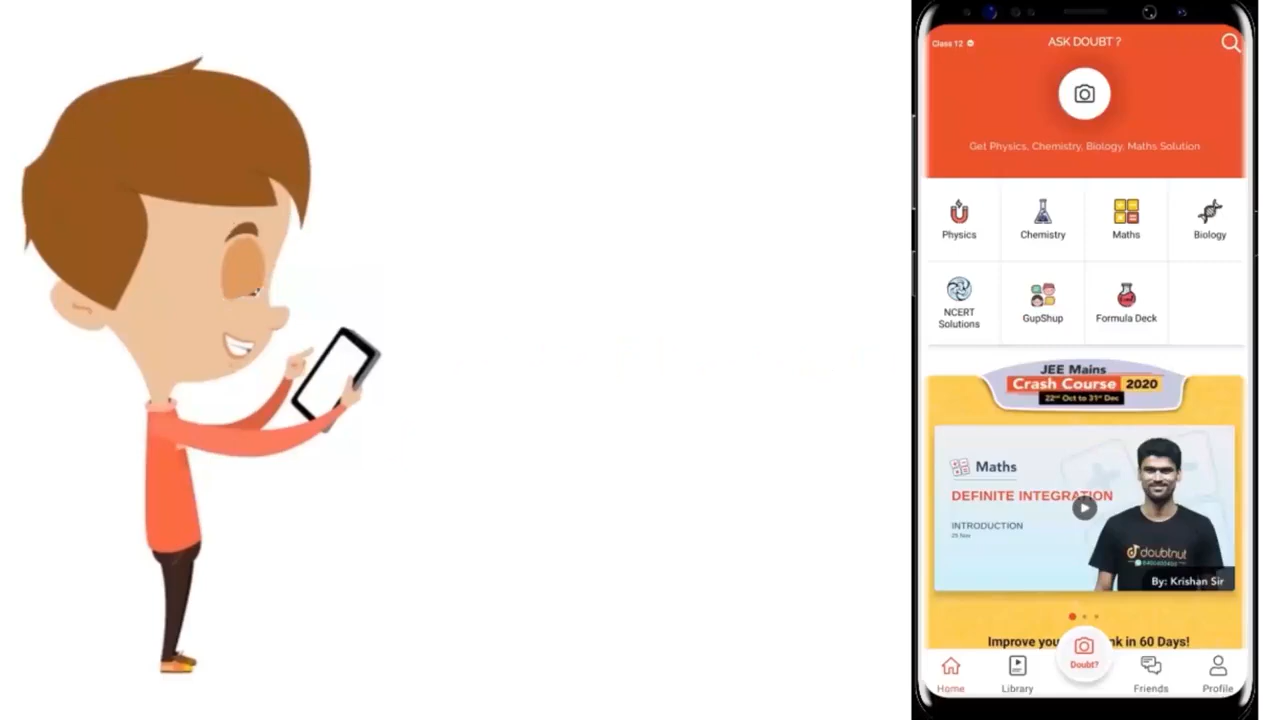 Class 12
ASK DOUBT ?
Get Physics, Chemistry, Biology, Maths Solution
Physics
Chemistry
Maths
Biology
NCERT
Solutions
GupShup
Formula Deck
JEE Mains
Crash Course 2020
22nd Oct to 31st Dec
Maths
DEFINITE INTEGRATION
INTRODUCTION
25 Nov
doubtnut
By: Krishan Sir
in 60 Days!
Improve
Doubt?
Home
Library
Friends
Profile